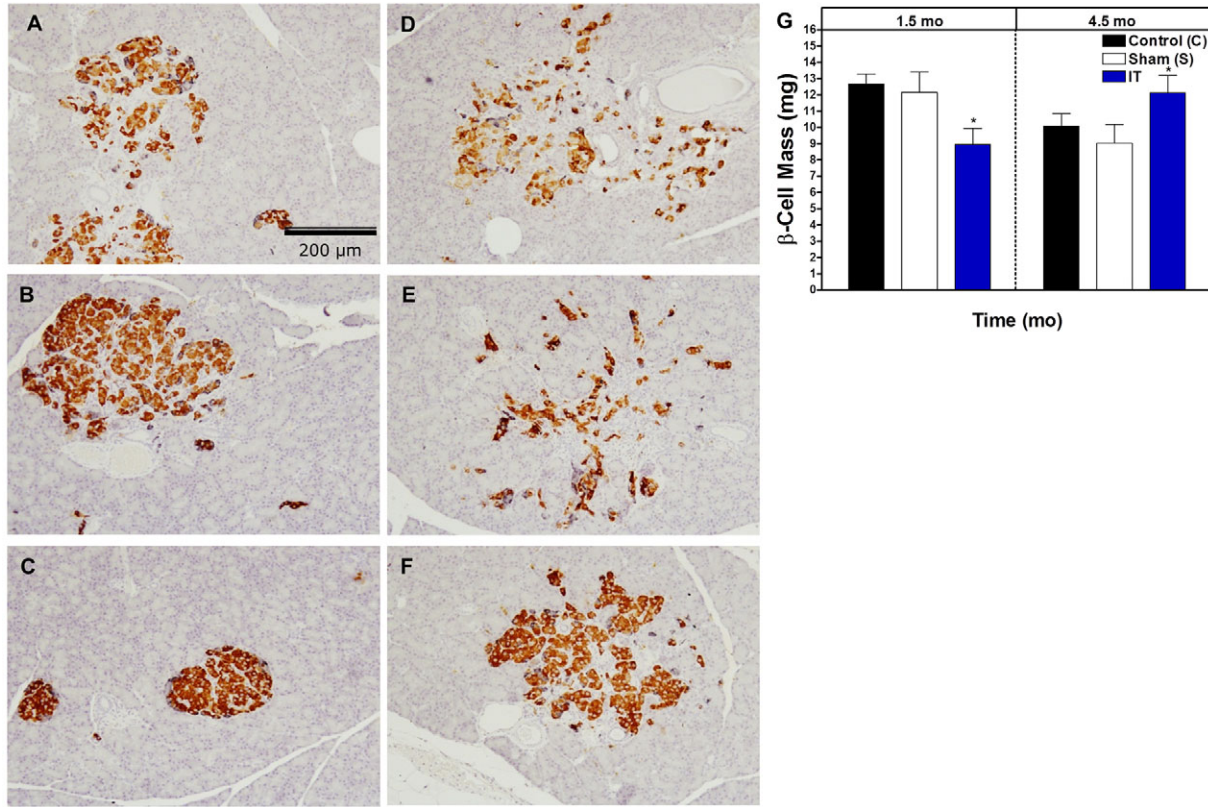 A
200 µm
B
C
D
E
F
G
1.5 mo
4.5 mo
16
15
14
13
12
11
10
9
8
7
6
5
4
3
2
1
0
β-Cell Mass (mg)
Control (C)
Sham (S)
IT
*
*
Time (mo)